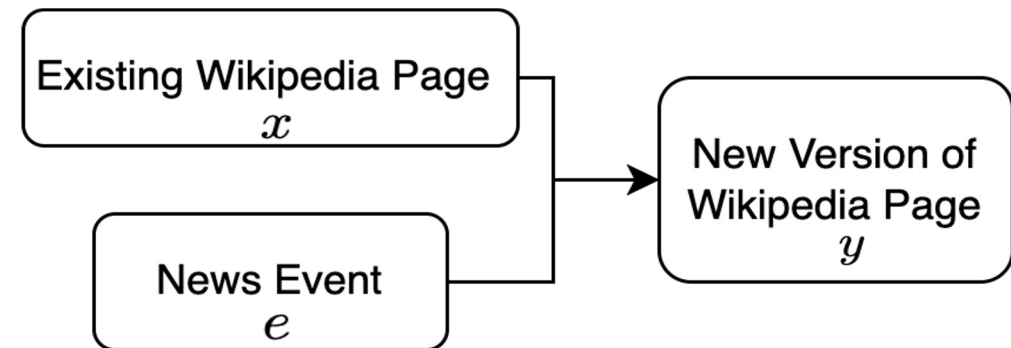 Existing Wikipedia Page
x
News Event
e
New Version of
Wikipedia Page
y